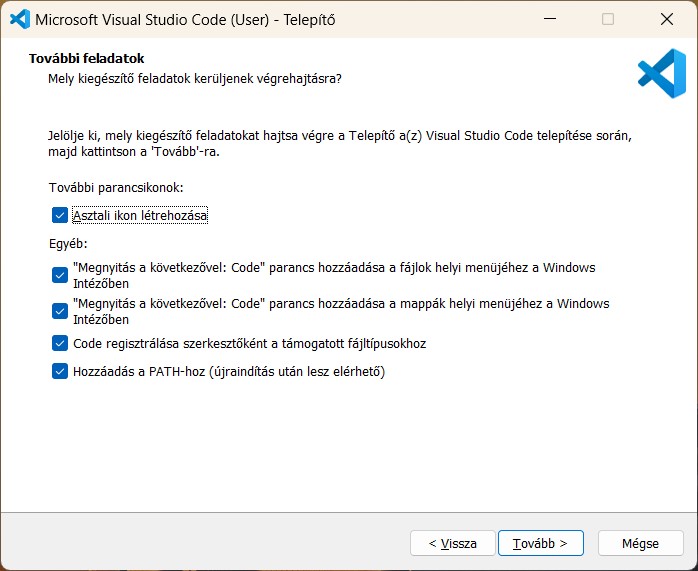 Microsoft Visual Studio Code (User) - Telepítő
További feladatok
Mely kiegészítő feladatok kerüljenek végrehajtásra?
Jelölje ki, mely kiegészítő feladatokat hajtsa végre a Telepítő a(z) Visual Studio Code telepítése során,
majd kattintson a 'Tovább'-ra.
További parancsikonok:
Asztali ikon létrehozása
Egyéb:
"Megnyitás a következővel: Code" parancs hozzáadása a fájlok helyi menüjéhez a Windows
Intézőben
"Megnyitás a következővel: Code" parancs hozzáadása a mappák helyi menüjéhez a Windows
Intézőben
Code regisztrálása szerkesztőként a támogatott fájltípusokhoz
Hozzáadás a PATH-hoz (újraindítás után lesz elérhető)
< Vissza
Tovább >
Mégse